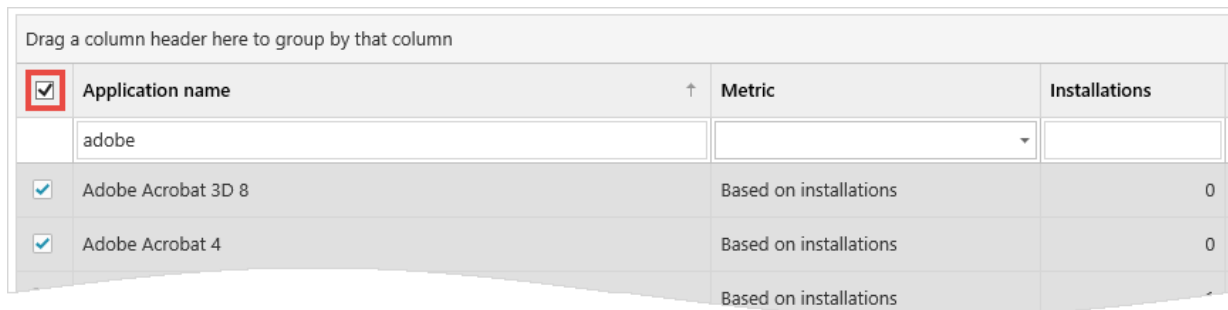 Drag a column header here to group by that column
Application name ↑ Metric Installations
adobe
Adobe Acrobat 3D 8 Based on installations 0
Adobe Acrobat 4 Based on installations 0
Based on installations